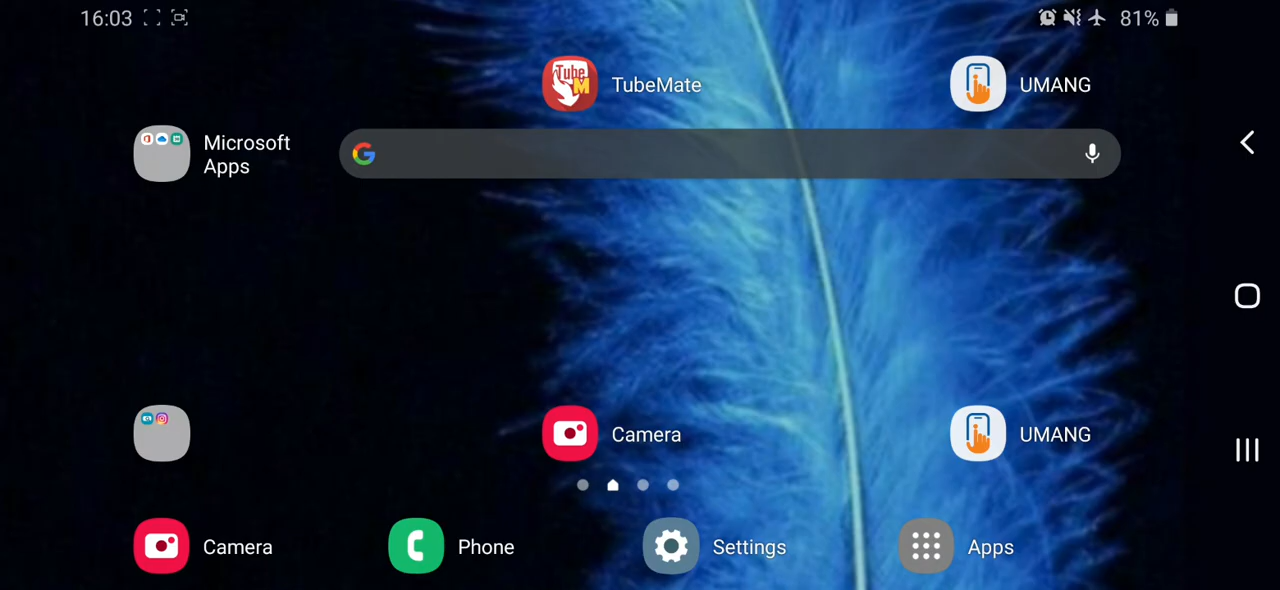 16:03
81%
TubeMate
UMANG
Microsoft
Apps
Camera
UMANG
Camera
Phone
Settings
Apps